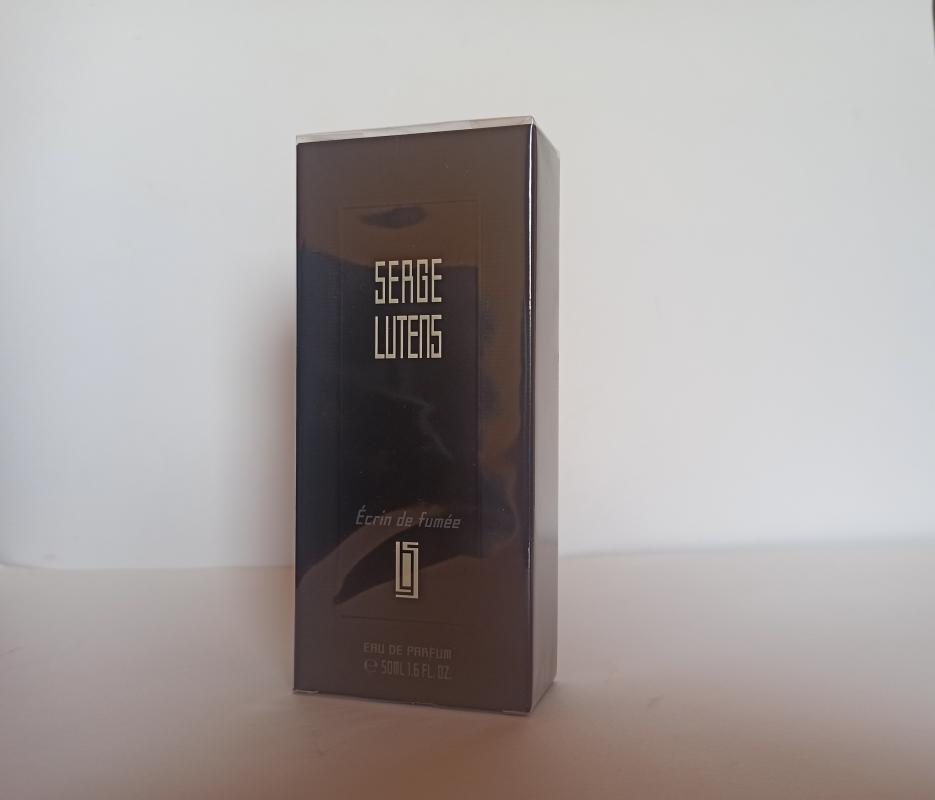 SERGE
LUTENS
Écrin de fumée
EAU DE PARFUM
℮ 50ML 1.6 FL. OZ.